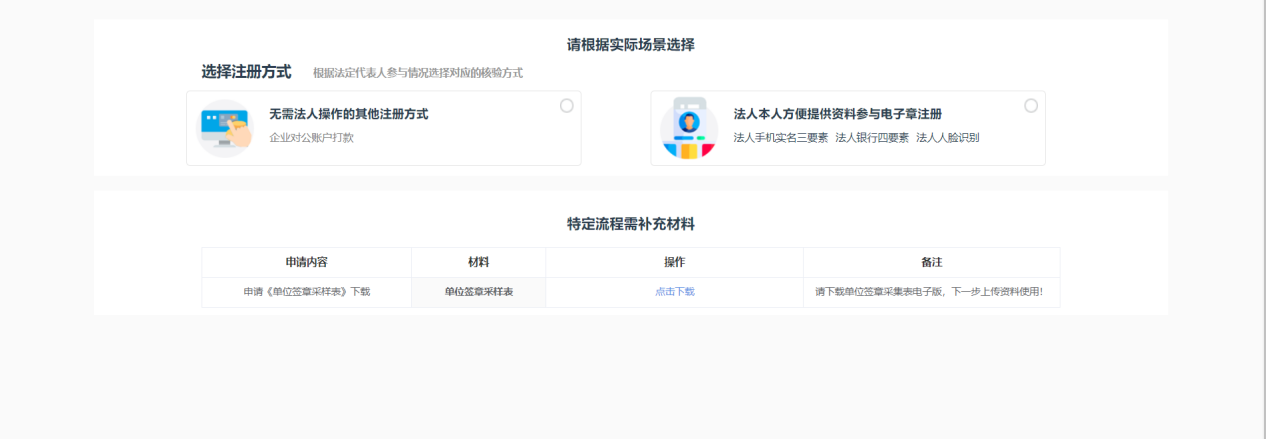 请根据实际场景选择
选择注册方式 根据法定代表人参与情况选择对应的核验方式
无需法人操作的其他注册方式
企业对公账户打款
法人本人方便提供资料参与电子章注册
法人手机实名三要素 法人银行四要素 法人人脸识别
特定流程需补充材料
申请内容 材料 操作 备注
申请《单位签章采样表》下载 单位签章采样表 点击下载 请下载单位签章采集表电子版，下一步上传资料使用！